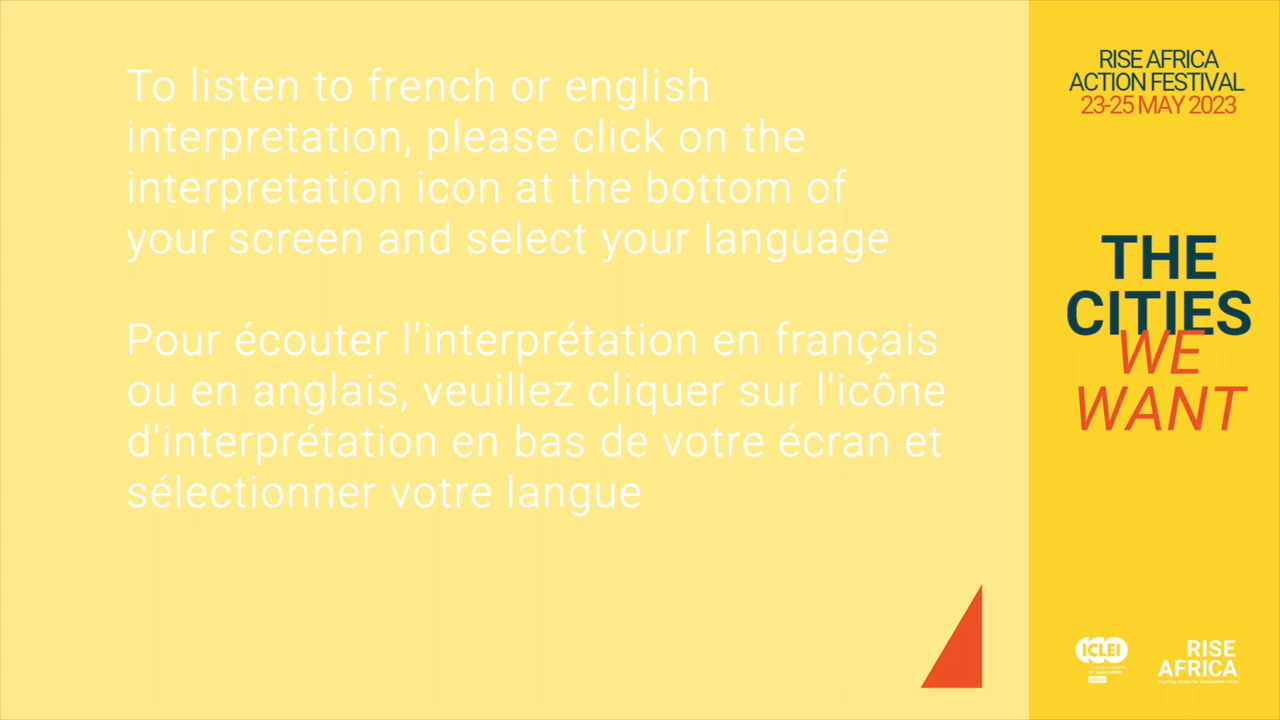 To listen to french or english
interpretation, please click on the
interpretation icon at the bottom of
your screen and select your language
Pour écouter l'interprétation en français
ou en anglais, veuillez cliquer sur l'icône
d'interprétation en bas de votre écran et
sélectionner votre langue
RISE AFRICA
ACTION FESTIVAL
23-25 MAY 2023
THE
CITIES
WE
WANT
ICLEI
RISE
AFRICA